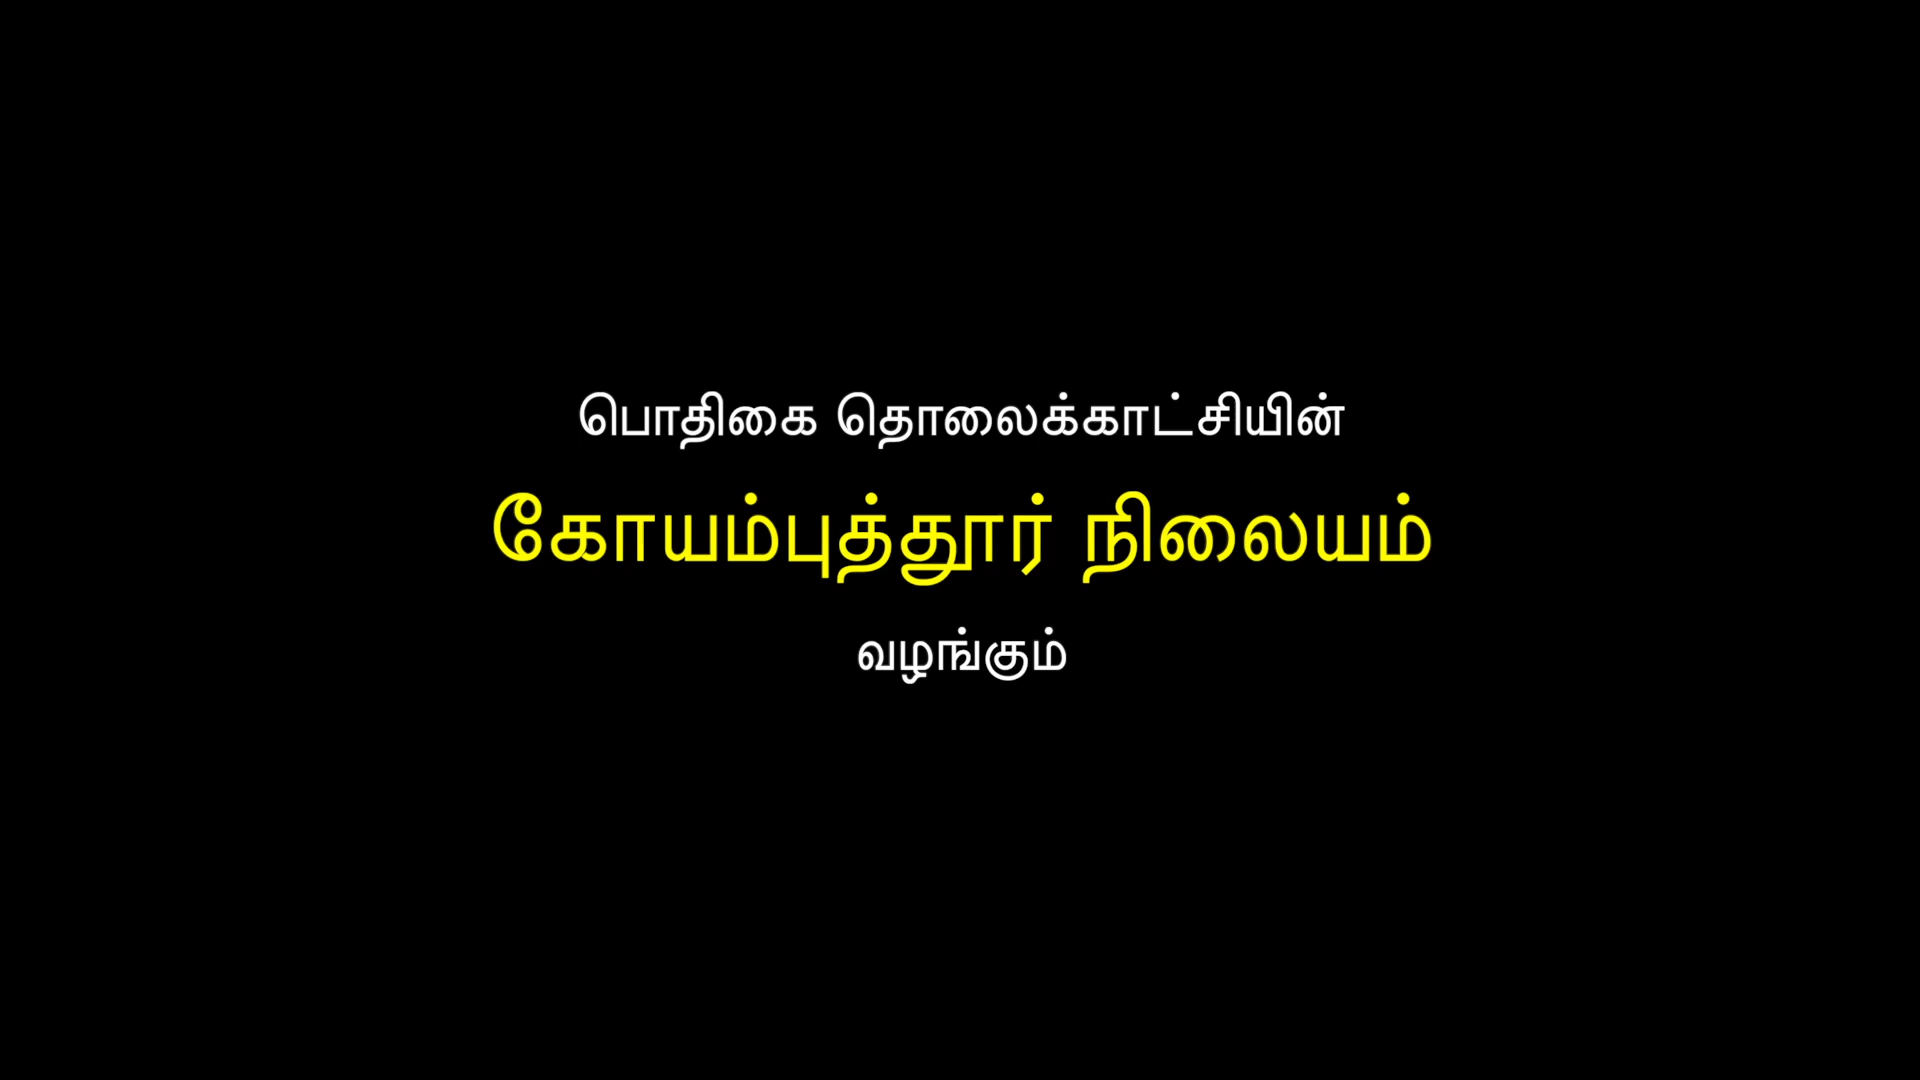 பொதிகை தொலைக்காட்சியின்
கோயம்புத்தூர் நிலையம்
வழங்கும்